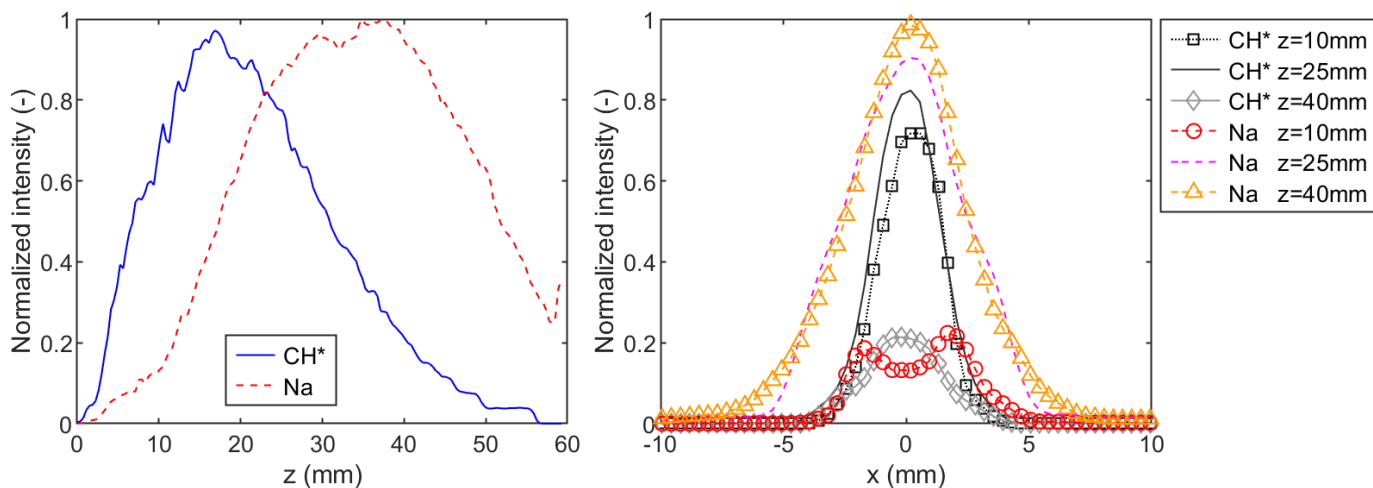 Normalized intensity (-)
1
0.8
0.6
0.4
0.2
0
0 10 20 30 40 50 60
z (mm)
CH*
Na
Normalized intensity (-)
1
0.8
0.6
0.4
0.2
0
-10 -5 0 5 10
x (mm)
CH* z=10mm
CH* z=25mm
CH* z=40mm
Na z=10mm
Na z=25mm
Na z=40mm